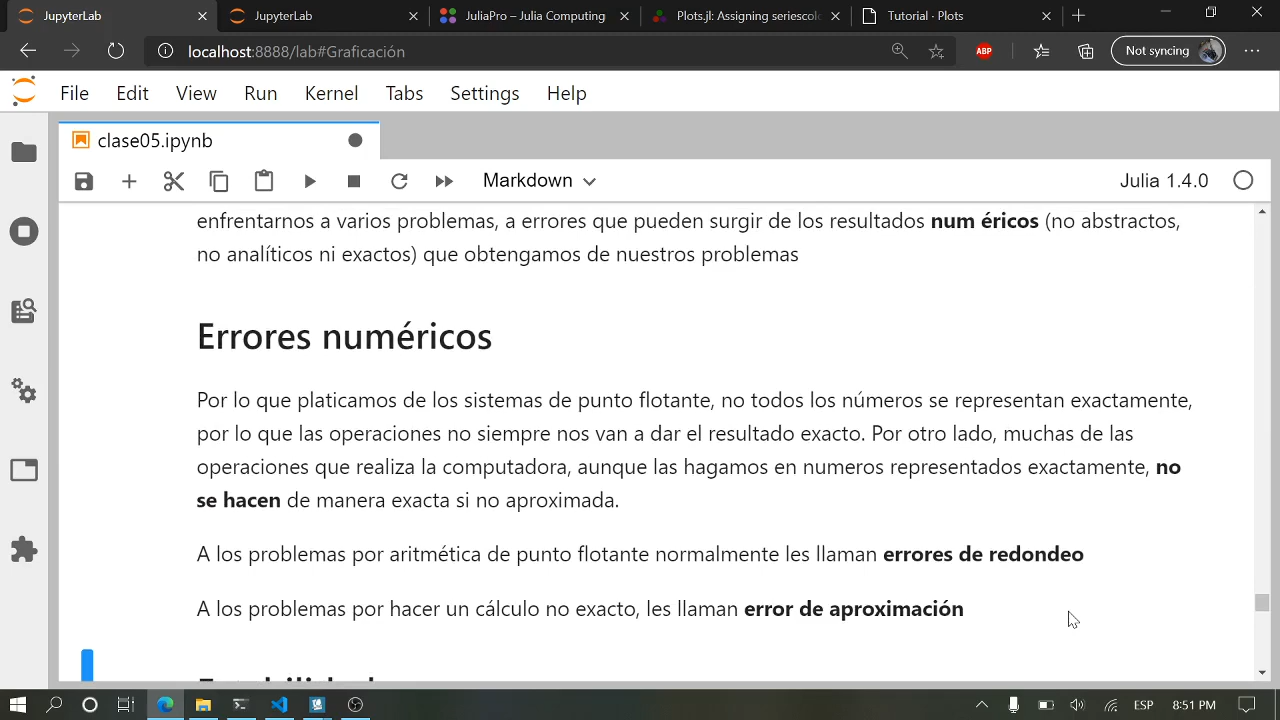 JupyterLab
JupyterLab
JuliaPro – Julia Computing
Plots.jl: Assigning seriescolo
Tutorial · Plots
localhost:8888/lab#Graficación
ABP
Not syncing
File Edit View Run Kernel Tabs Settings Help
clase05.ipynb
Markdown
Julia 1.4.0
enfrentarnos a varios problemas, a errores que pueden surgir de los resultados num éricos (no abstractos,
no analíticos ni exactos) que obtengamos de nuestros problemas
Errores numéricos
Por lo que platicamos de los sistemas de punto flotante, no todos los números se representan exactamente,
por lo que las operaciones no siempre nos van a dar el resultado exacto. Por otro lado, muchas de las
operaciones que realiza la computadora, aunque las hagamos en numeros representados exactamente, no
se hacen de manera exacta si no aproximada.
A los problemas por aritmética de punto flotante normalmente les llaman errores de redondeo
A los problemas por hacer un cálculo no exacto, les llaman error de aproximación
ESP
8:51 PM